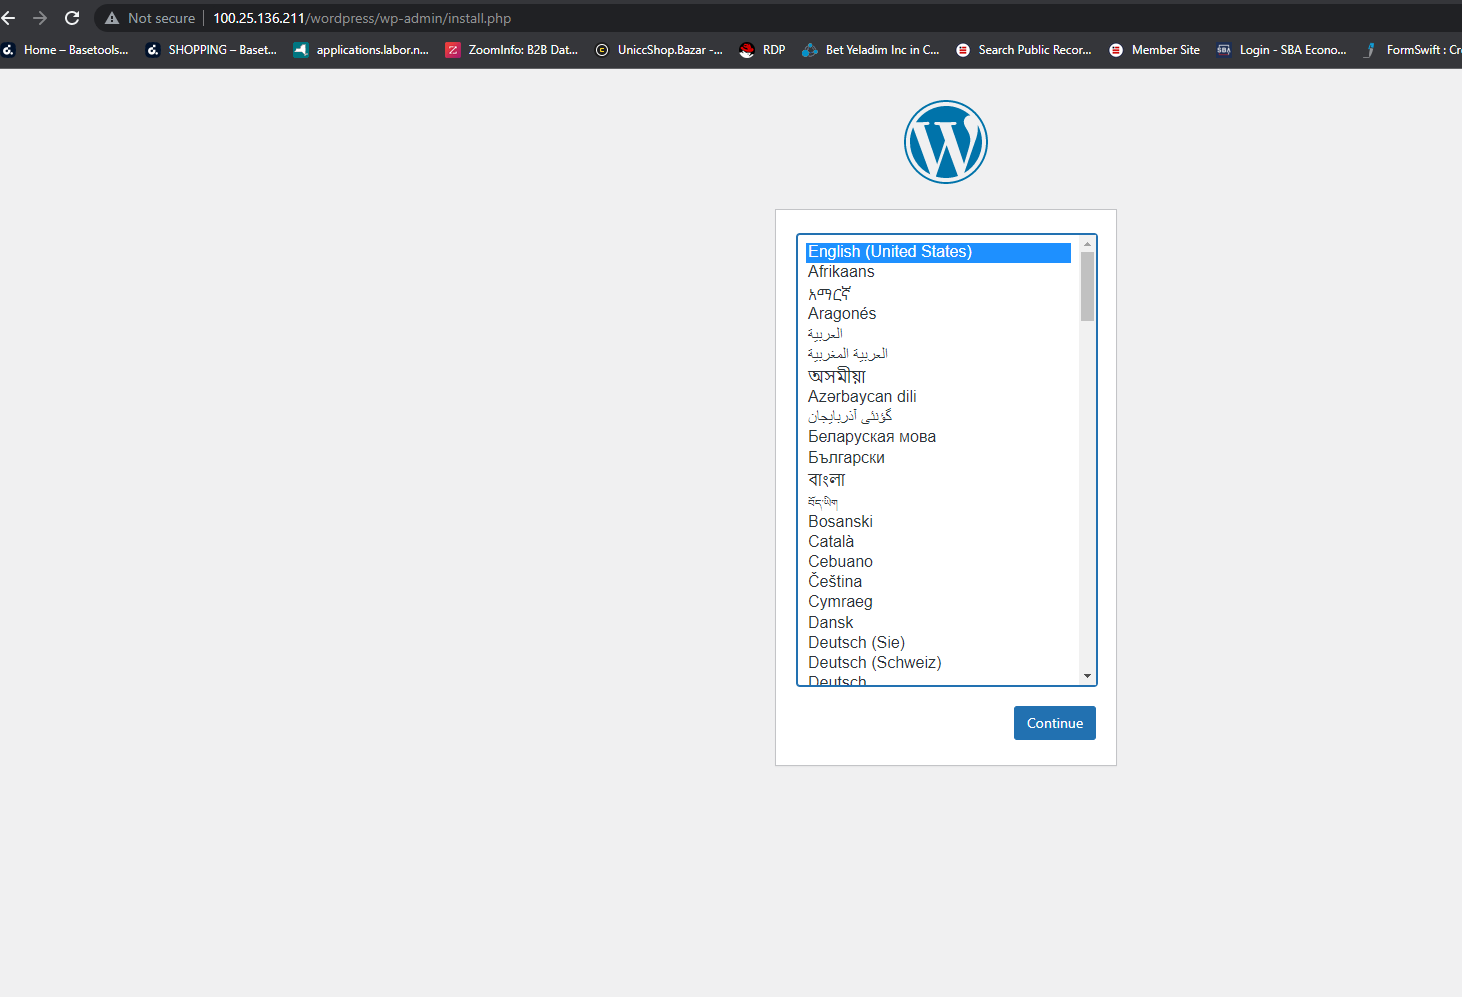 Not secure 100.25.136.211/wordpress/wp-admin/install.php
Home – Basetools... SHOPPING – Baset... applications.labor.n... ZoomInfo: B2B Dat... UniccShop.Bazar -... RDP Bet Yeladim Inc in C... Search Public Recor... Member Site Login - SBA Econo... FormSwift : Cr
English (United States)
Afrikaans
አማርኛ
Aragonés
العربية
العربية المغربية
অসমীয়া
Azərbaycan dili
گؤنئی آذربایجان
Беларуская мова
Български
বাংলা
བོད་ཡིག
Bosanski
Català
Cebuano
Čeština
Cymraeg
Dansk
Deutsch (Sie)
Deutsch (Schweiz)
Deutsch
Continue